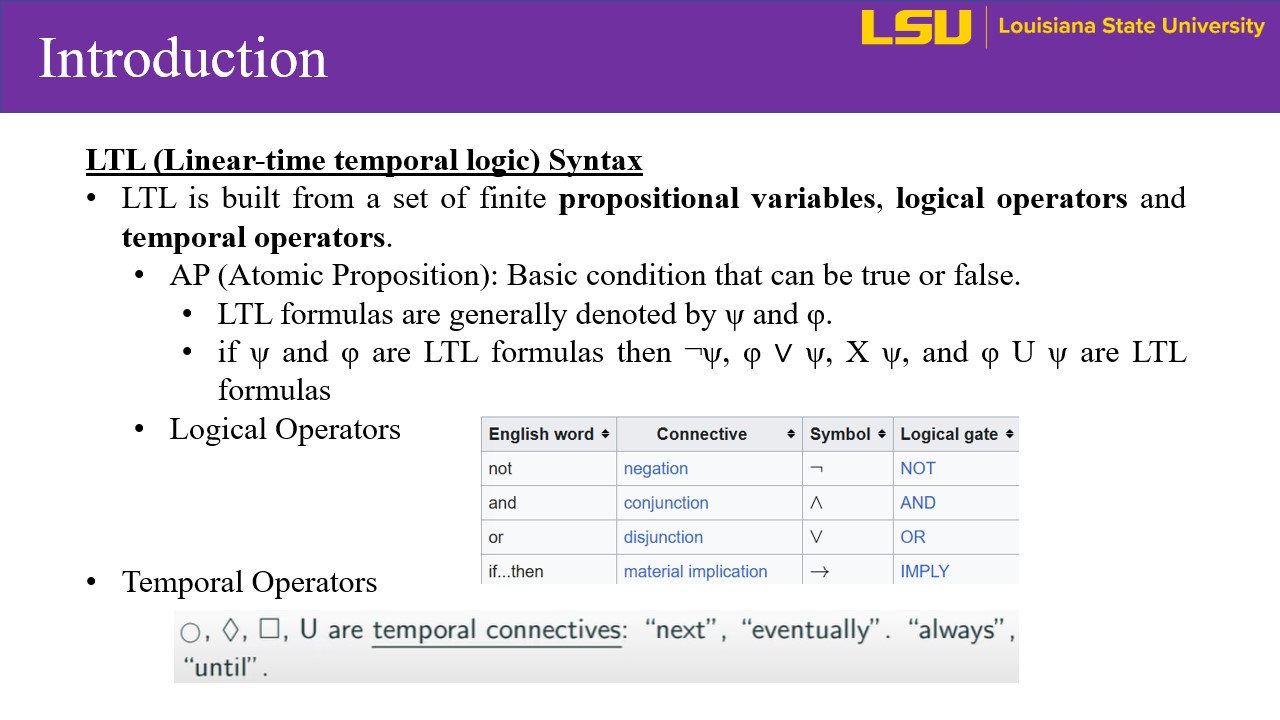 Introduction
LSU Louisiana State University
LTL (Linear-time temporal logic) Syntax
• LTL is built from a set of finite propositional variables, logical operators and
temporal operators.
• AP (Atomic Proposition): Basic condition that can be true or false.
• LTL formulas are generally denoted by ψ and φ.
• if ψ and φ are LTL formulas then ¬ψ, φ ∨ ψ, X ψ, and φ U ψ are LTL
formulas
• Logical Operators
English word Connective Symbol Logical gate
not negation ¬ NOT
and conjunction ∧ AND
or disjunction ∨ OR
if...then material implication → IMPLY
• Temporal Operators
○, ◊, □, U are temporal connectives: “next”, “eventually”. “always”,
“until”.